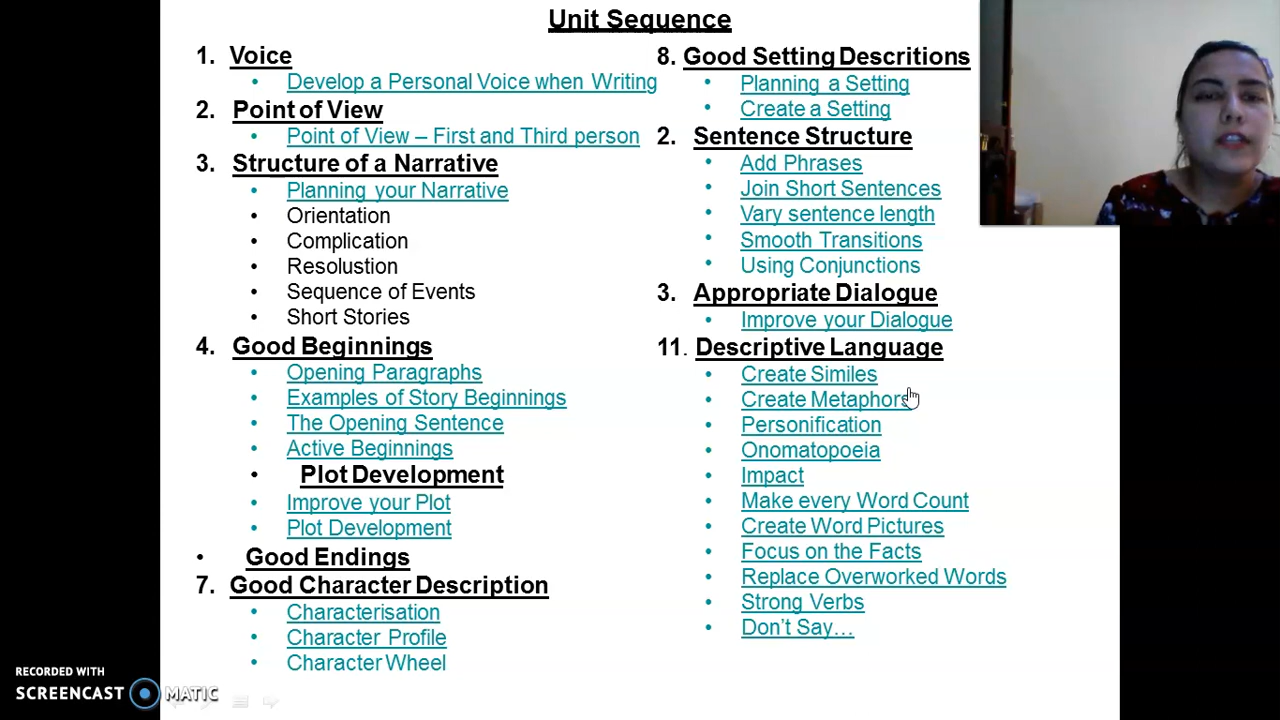 Unit Sequence
1. Voice
• Develop a Personal Voice when Writing
2. Point of View
• Point of View – First and Third person
3. Structure of a Narrative
• Planning your Narrative
• Orientation
• Complication
• Resolustion
• Sequence of Events
• Short Stories
4. Good Beginnings
• Opening Paragraphs
• Examples of Story Beginnings
• The Opening Sentence
• Active Beginnings
• Plot Development
• Improve your Plot
• Plot Development
• Good Endings
7. Good Character Description
• Characterisation
• Character Profile
• Character Wheel
8. Good Setting Descritions
• Planning a Setting
• Create a Setting
2. Sentence Structure
• Add Phrases
• Join Short Sentences
• Vary sentence length
• Smooth Transitions
• Using Conjunctions
3. Appropriate Dialogue
• Improve your Dialogue
11. Descriptive Language
• Create Similes
• Create Metaphors
• Personification
• Onomatopoeia
• Impact
• Make every Word Count
• Create Word Pictures
• Focus on the Facts
• Replace Overworked Words
• Strong Verbs
• Don't Say…
RECORDED WITH
SCREENCAST MATIC